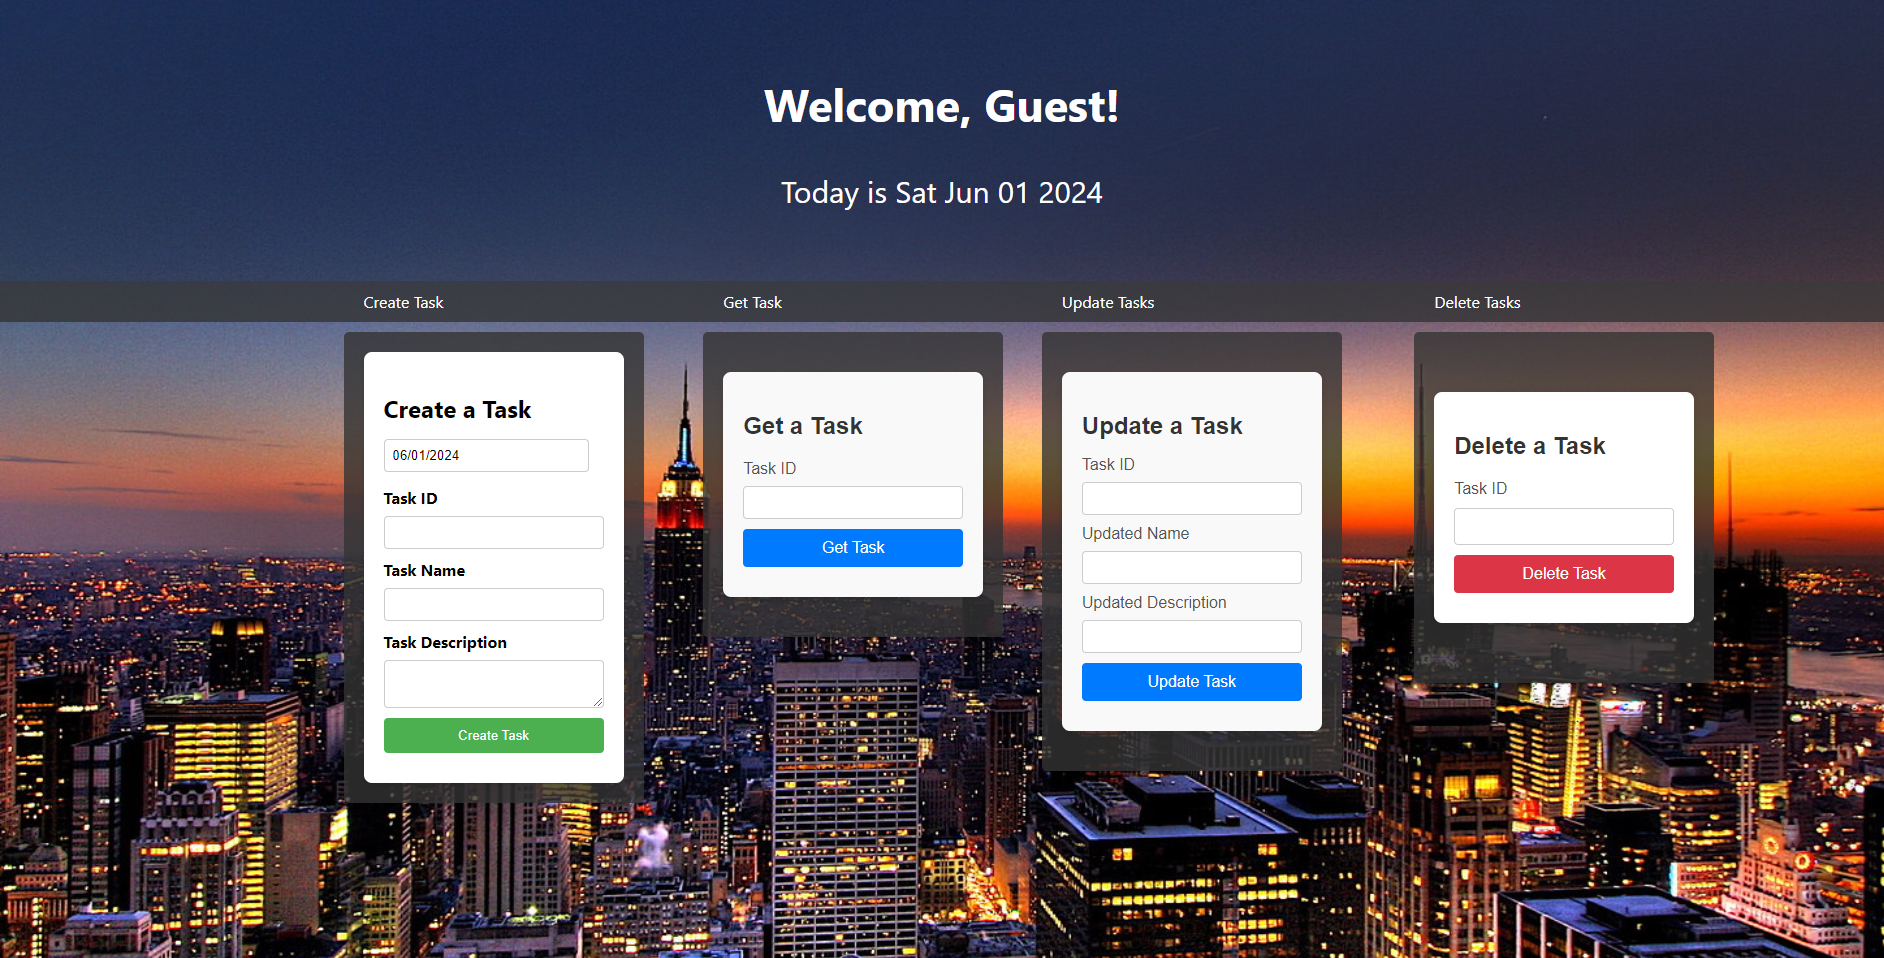 Welcome, Guest!
Today is Sat Jun 01 2024
Create Task
Get Task
Update Tasks
Delete Tasks
Create a Task
06/01/2024
Task ID
Task Name
Task Description
Create Task
Get a Task
Task ID
Get Task
Update a Task
Task ID
Updated Name
Updated Description
Update Task
Delete a Task
Task ID
Delete Task